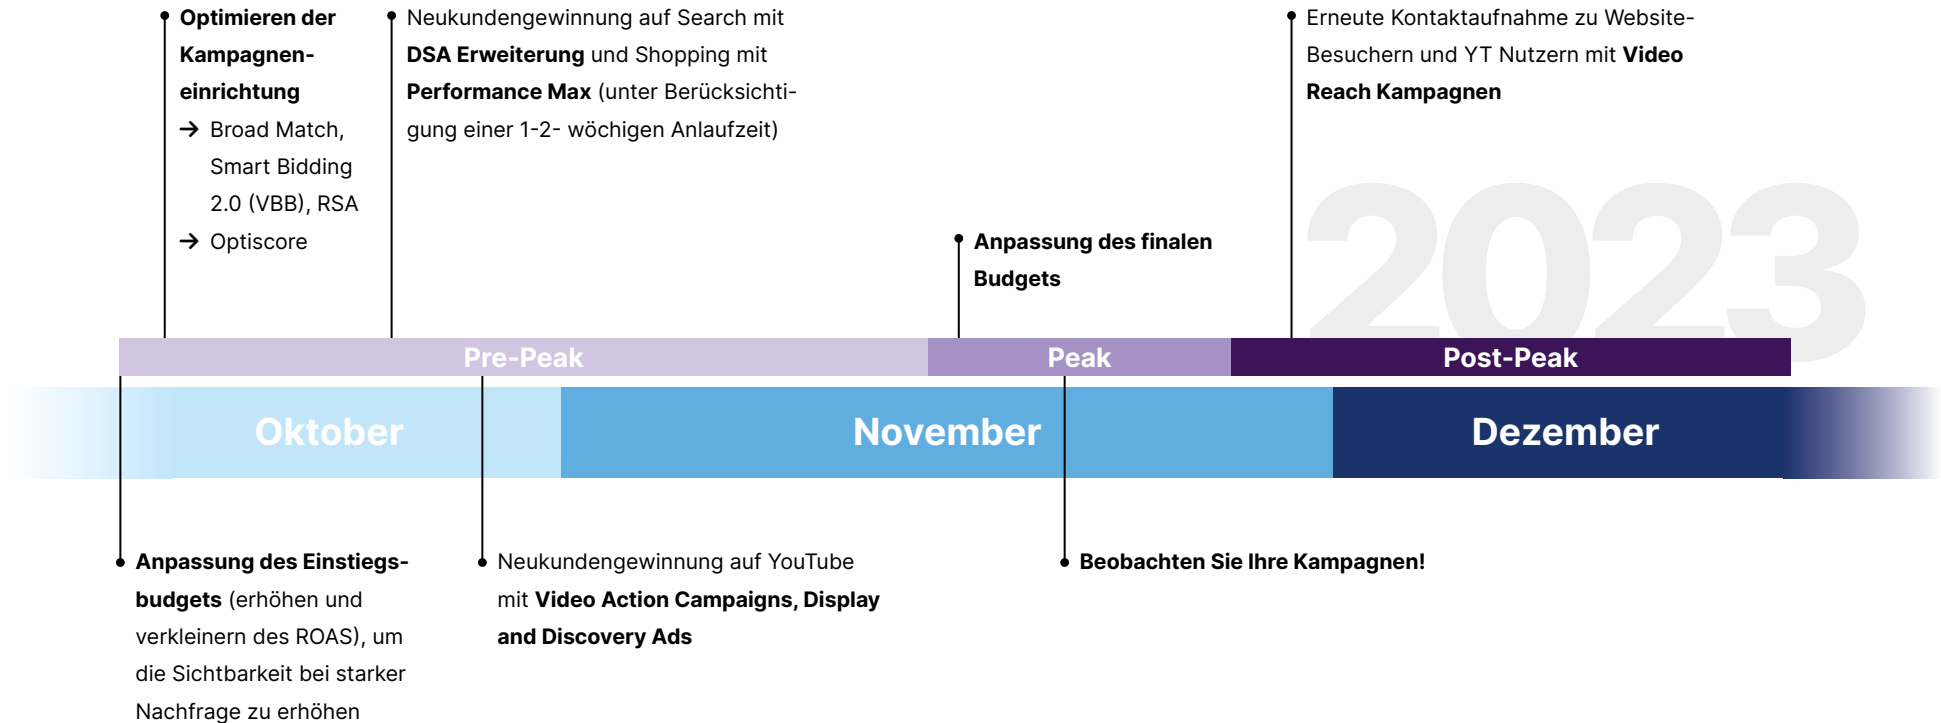 Optimieren der
Kampagnen-
einrichtung
→ Broad Match,
Smart Bidding
2.0 (VBB), RSA
→ Optiscore
Neukundengewinnung auf Search mit
DSA Erweiterung und Shopping mit
Performance Max (unter Berücksichti-
gung einer 1-2- wöchigen Anlaufzeit)
Anpassung des finalen
Budgets
Erneute Kontaktaufnahme zu Website-
Besuchern und YT Nutzern mit Video
Reach Kampagnen
2023
Pre-Peak
Peak
Post-Peak
Oktober
November
Dezember
Anpassung des Einstiegs-
budgets (erhöhen und
verkleinern des ROAS), um
die Sichtbarkeit bei starker
Nachfrage zu erhöhen
Neukundengewinnung auf YouTube
mit Video Action Campaigns, Display
and Discovery Ads
Beobachten Sie Ihre Kampagnen!